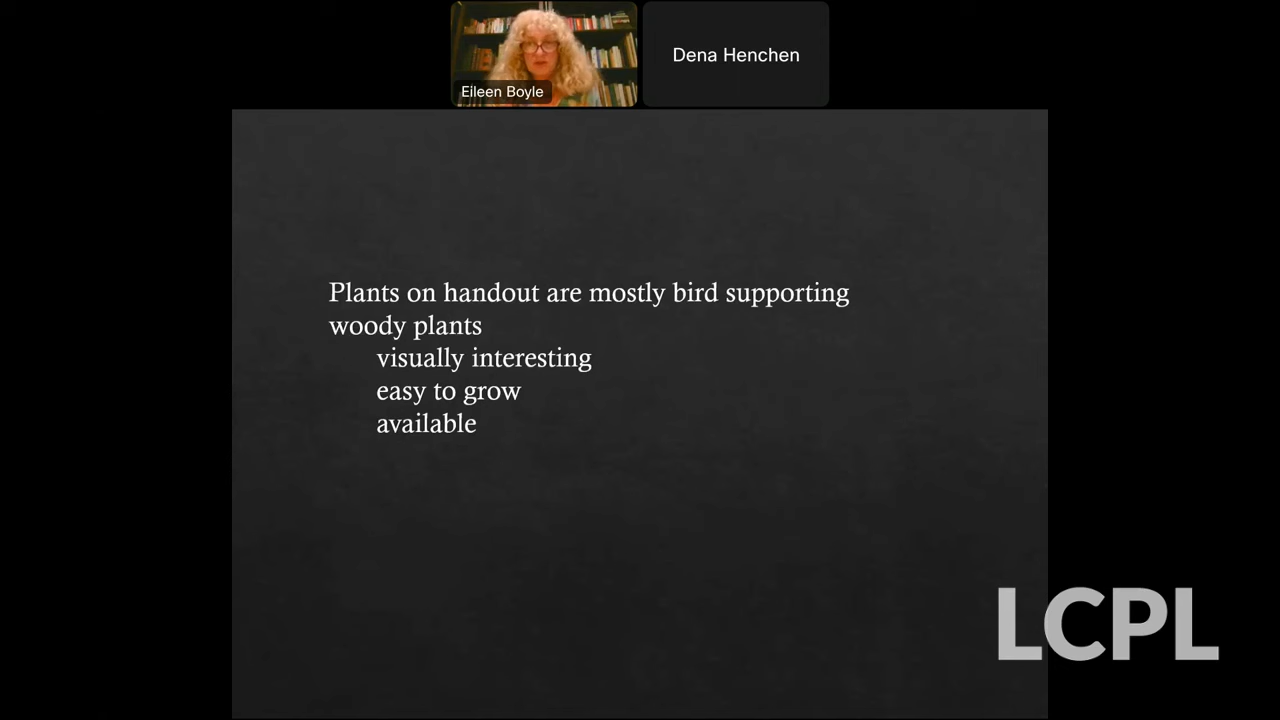 Eileen Boyle
Dena Henchen
Plants on handout are mostly bird supporting
woody plants
visually interesting
easy to grow
available
LCPL